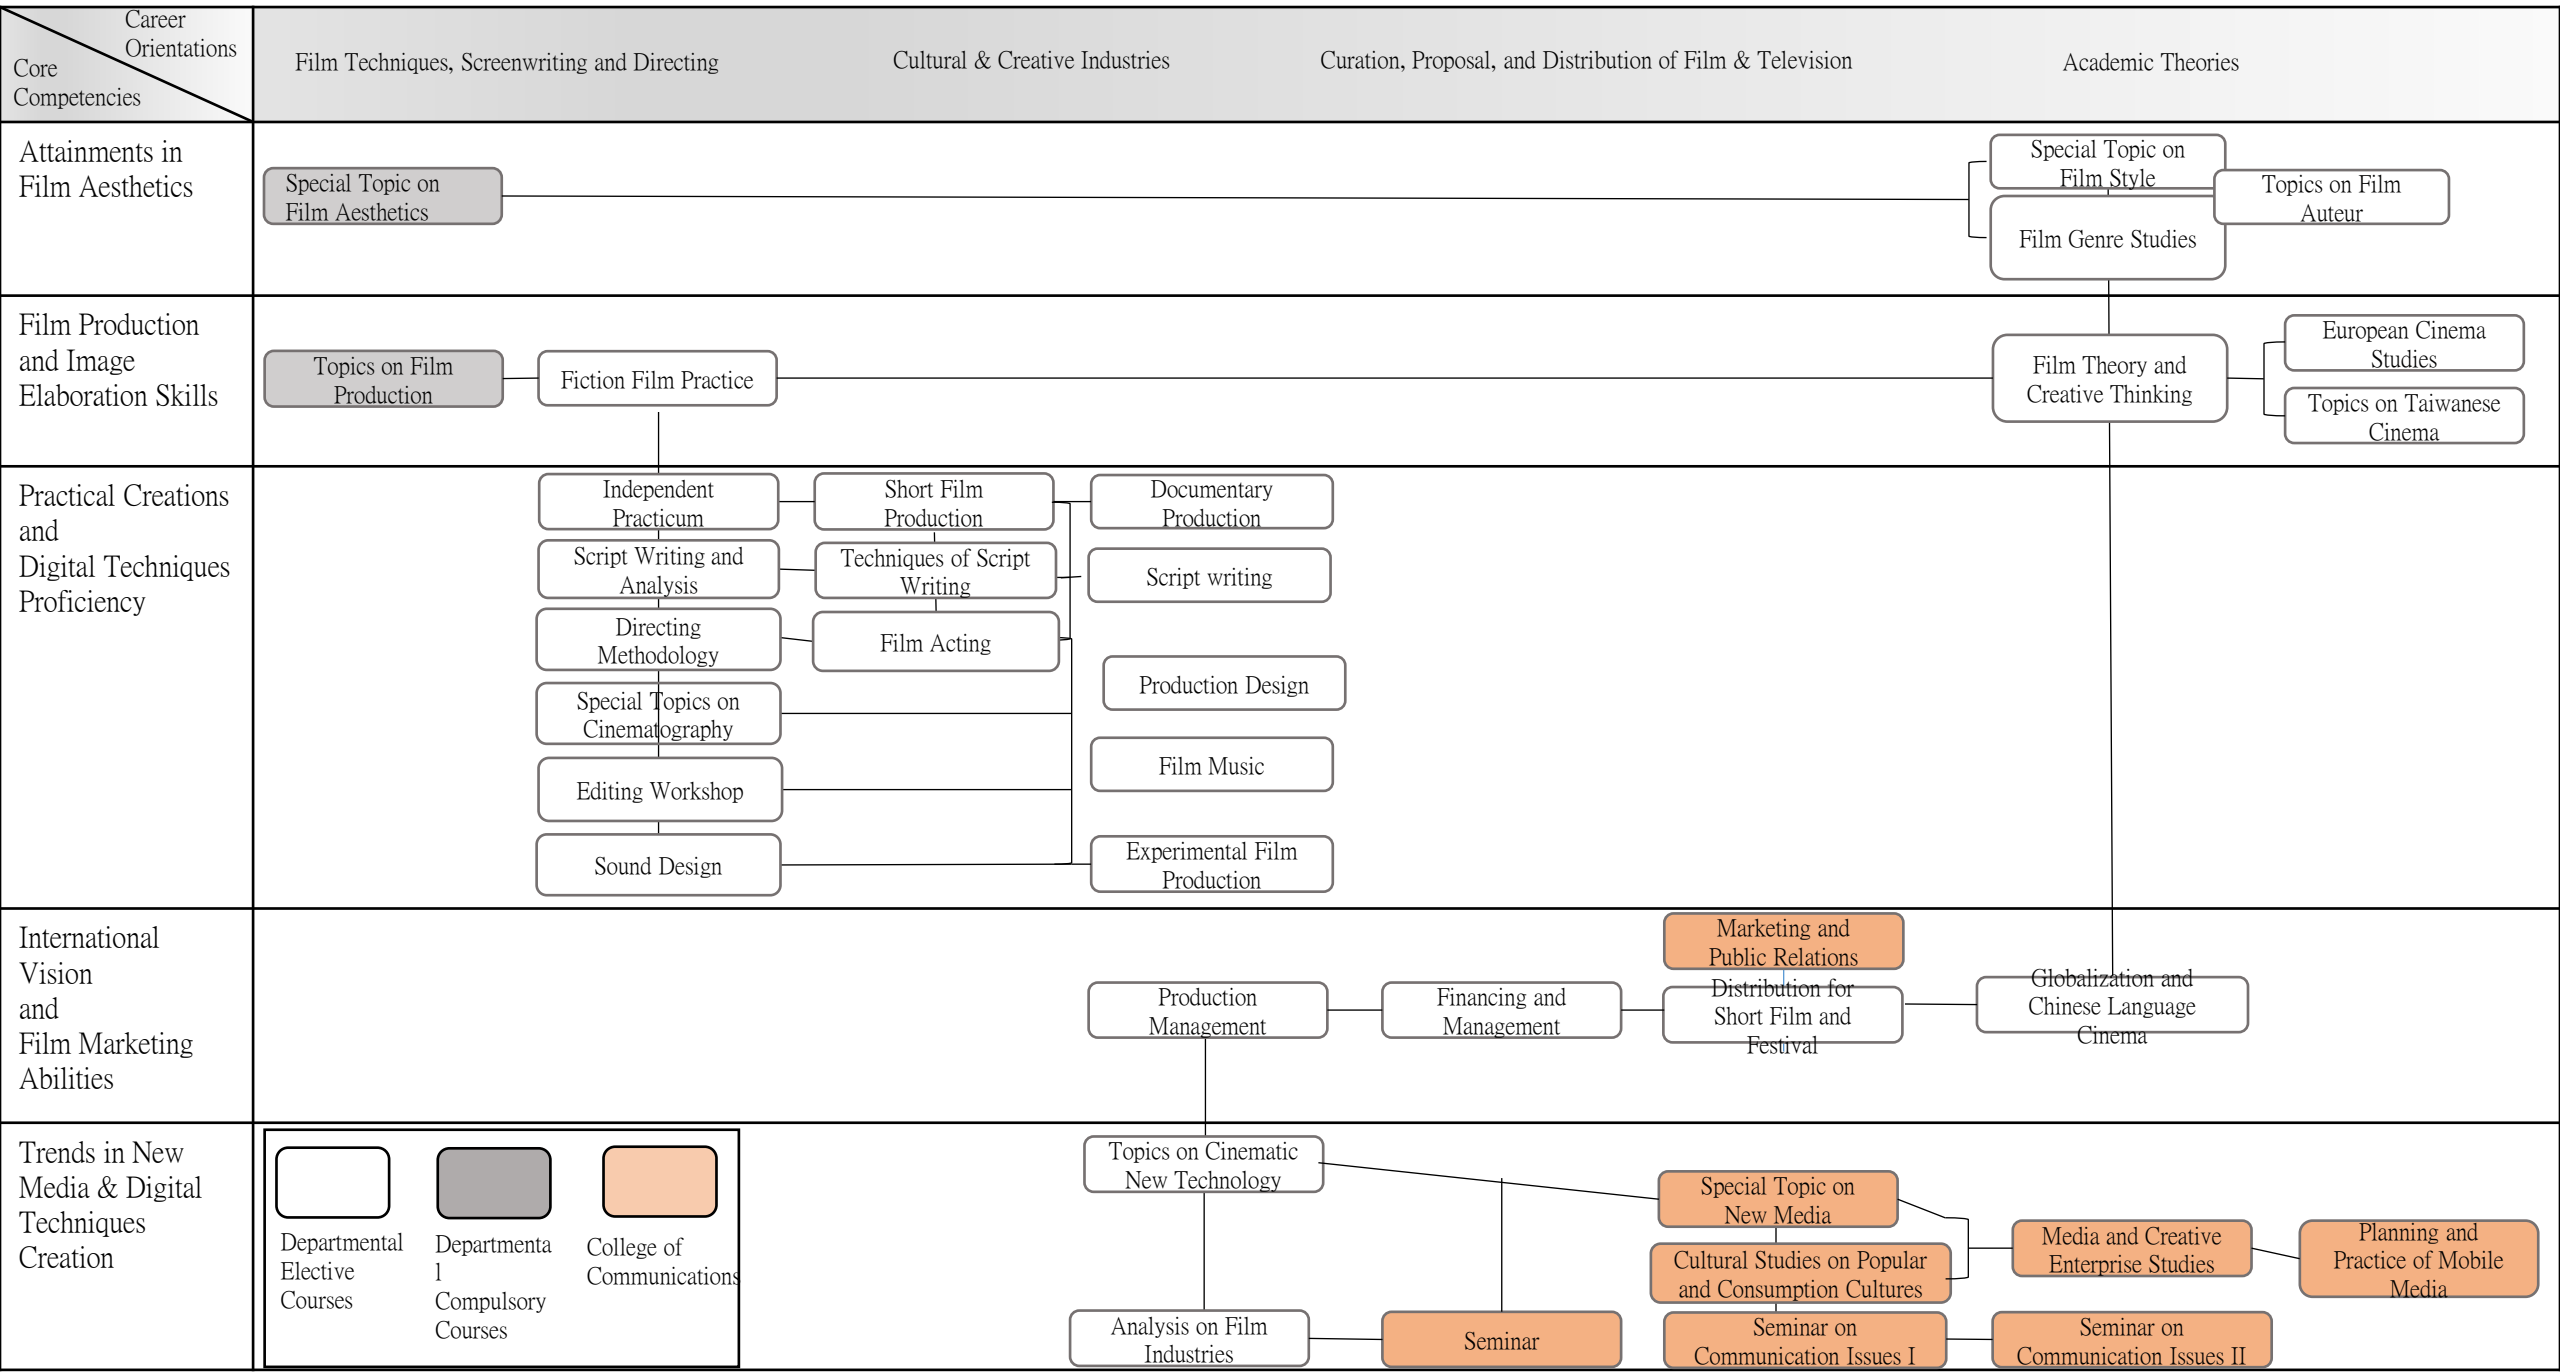 Career
Orientations
Core
Competencies
Film Techniques, Screenwriting and Directing
Cultural & Creative Industries
Curation, Proposal, and Distribution of Film & Television
Academic Theories
Attainments in
Film Aesthetics
Special Topic on
Film Aesthetics
Special Topic on
Film Style
Topics on Film
Auteur
Film Genre Studies
Film Production
and Image
Elaboration Skills
Topics on Film
Production
Fiction Film Practice
Film Theory and
Creative Thinking
European Cinema
Studies
Topics on Taiwanese
Cinema
Practical Creations
and
Digital Techniques
Proficiency
Independent
Practicum
Short Film
Production
Documentary
Production
Script Writing and
Analysis
Techniques of Script
Writing
Script writing
Directing
Methodology
Film Acting
Production Design
Special Topics on
Cinematography
Film Music
Editing Workshop
Sound Design
Experimental Film
Production
International
Vision
and
Film Marketing
Abilities
Marketing and
Public Relations
Production
Management
Financing and
Management
Distribution for
Short Film and
Festival
Globalization and
Chinese Language
Cinema
Trends in New
Media & Digital
Techniques
Creation
Departmental
Elective
Courses
Departmenta
l
Compulsory
Courses
College of
Communications
Topics on Cinematic
New Technology
Special Topic on
New Media
Cultural Studies on Popular
and Consumption Cultures
Media and Creative
Enterprise Studies
Planning and
Practice of Mobile
Media
Analysis on Film
Industries
Seminar
Seminar on
Communication Issues I
Seminar on
Communication Issues II